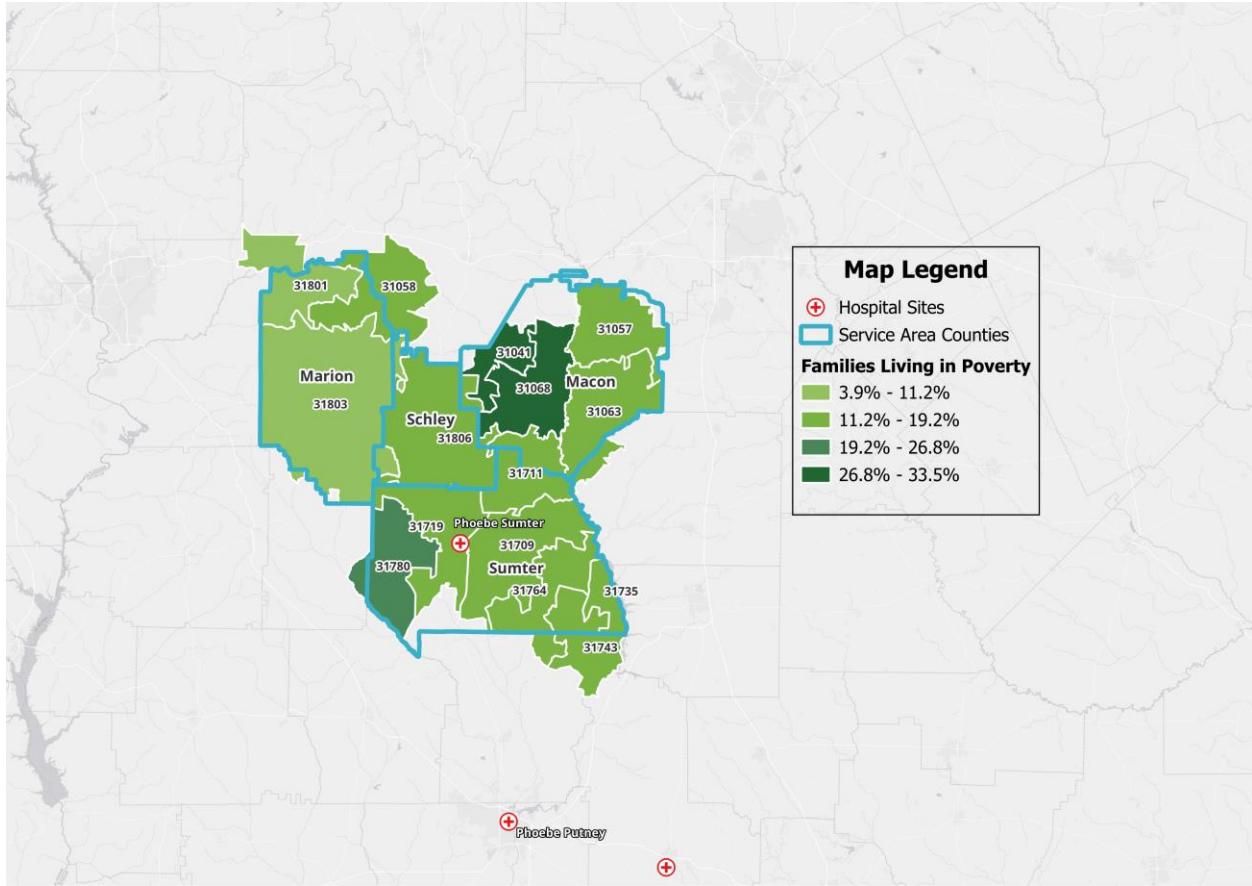 Map Legend
Hospital Sites
Service Area Counties
Families Living in Poverty
3.9% - 11.2%
11.2% - 19.2%
19.2% - 26.8%
26.8% - 33.5%
31801
31058
31057
31041
Marion
31068
Macon
31803
31063
Schley
31806
31711
31719
Phoebe Sumter
31709
31780
Sumter
31764
31735
31743
Phoebe Putney